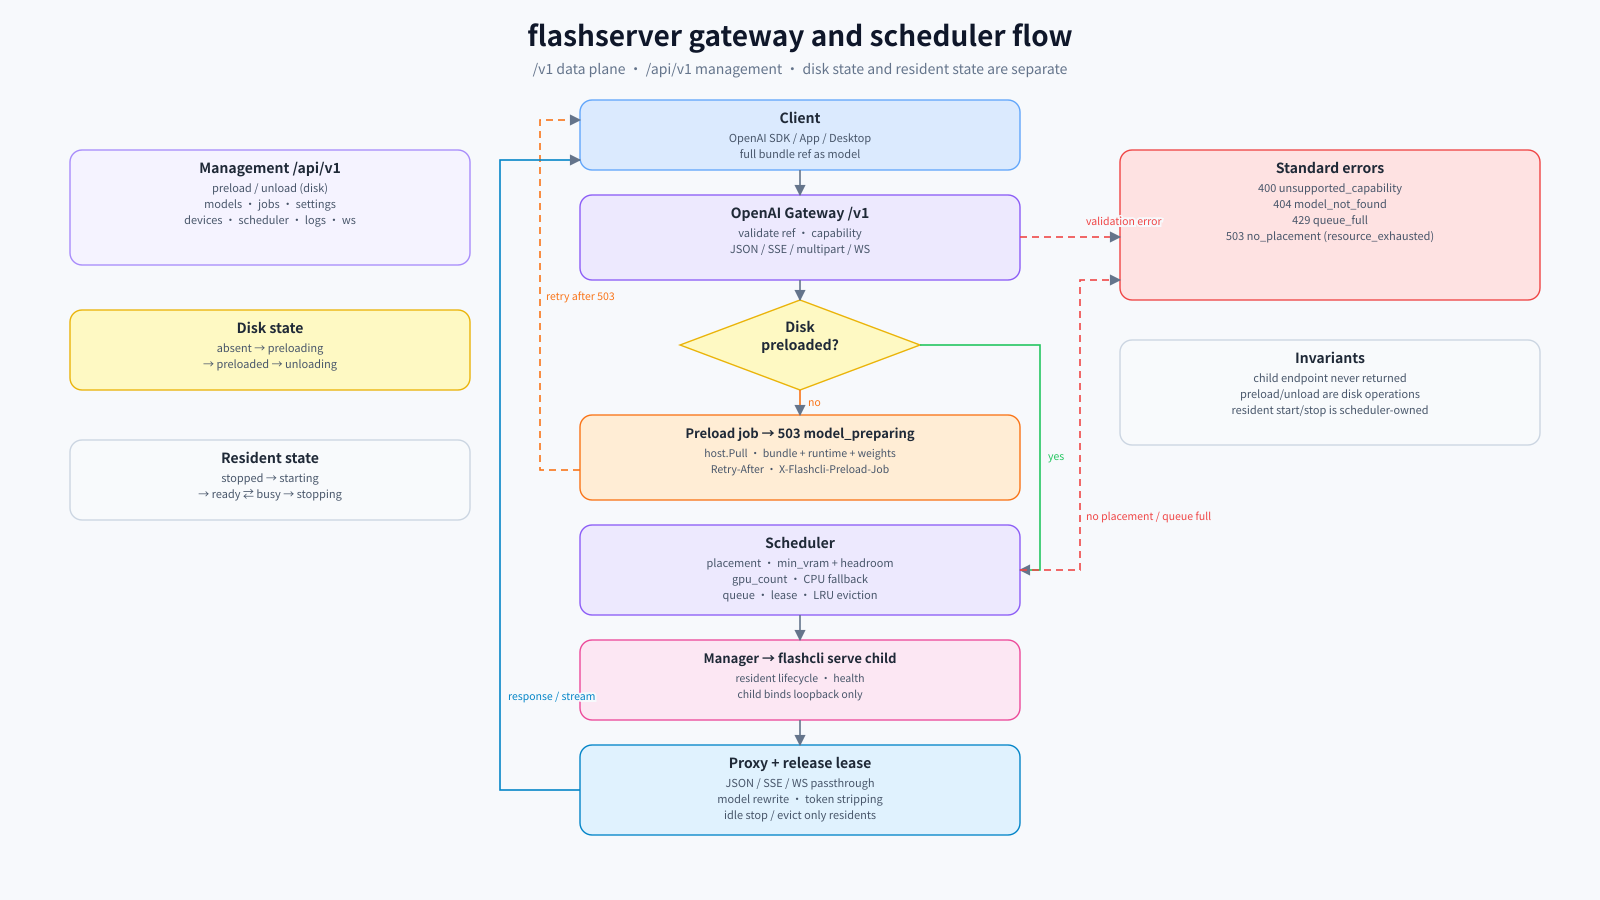 flashserver gateway and scheduler flow
/v1 data plane • /api/v1 management • disk state and resident state are separate
Client
OpenAI SDK / App / Desktop
full bundle ref as model
Management /api/v1
preload / unload (disk)
models • jobs • settings
devices • scheduler • logs • ws
OpenAI Gateway /v1
validate ref • capability
JSON / SSE / multipart / WS
validation error
Standard errors
400 unsupported_capability
404 model_not_found
429 queue_full
503 no_placement (resource_exhausted)
retry after 503
Disk state
absent → preloading
→ preloaded → unloading
Disk
preloaded?
no
yes
Invariants
child endpoint never returned
preload/unload are disk operations
resident start/stop is scheduler-owned
Preload job → 503 model_preparing
host.Pull • bundle + runtime + weights
Retry-After • X-Flashcli-Preload-Job
Resident state
stopped → starting
→ ready ⇄ busy → stopping
no placement / queue full
Scheduler
placement • min_vram + headroom
gpu_count • CPU fallback
queue • lease • LRU eviction
Manager → flashcli serve child
resident lifecycle • health
child binds loopback only
response / stream
Proxy + release lease
JSON / SSE / WS passthrough
model rewrite • token stripping
idle stop / evict only residents